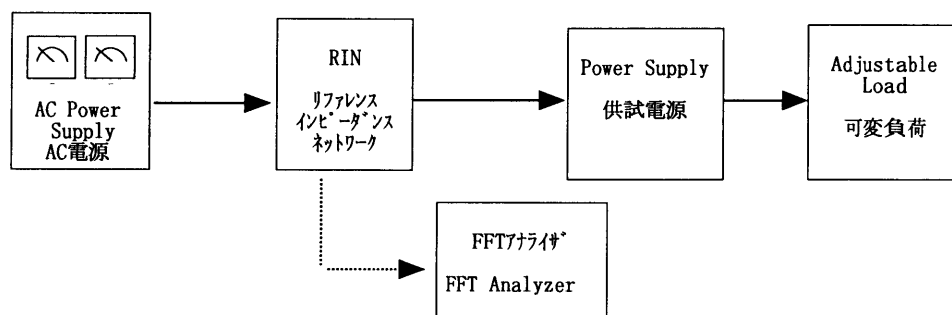 AC Power
Supply
AC電源
RIN
リファレンス
インピーダンス
ネットワーク
Power Supply
供試電源
Adjustable
Load
可変負荷
FFTアナライザ
FFT Analyzer